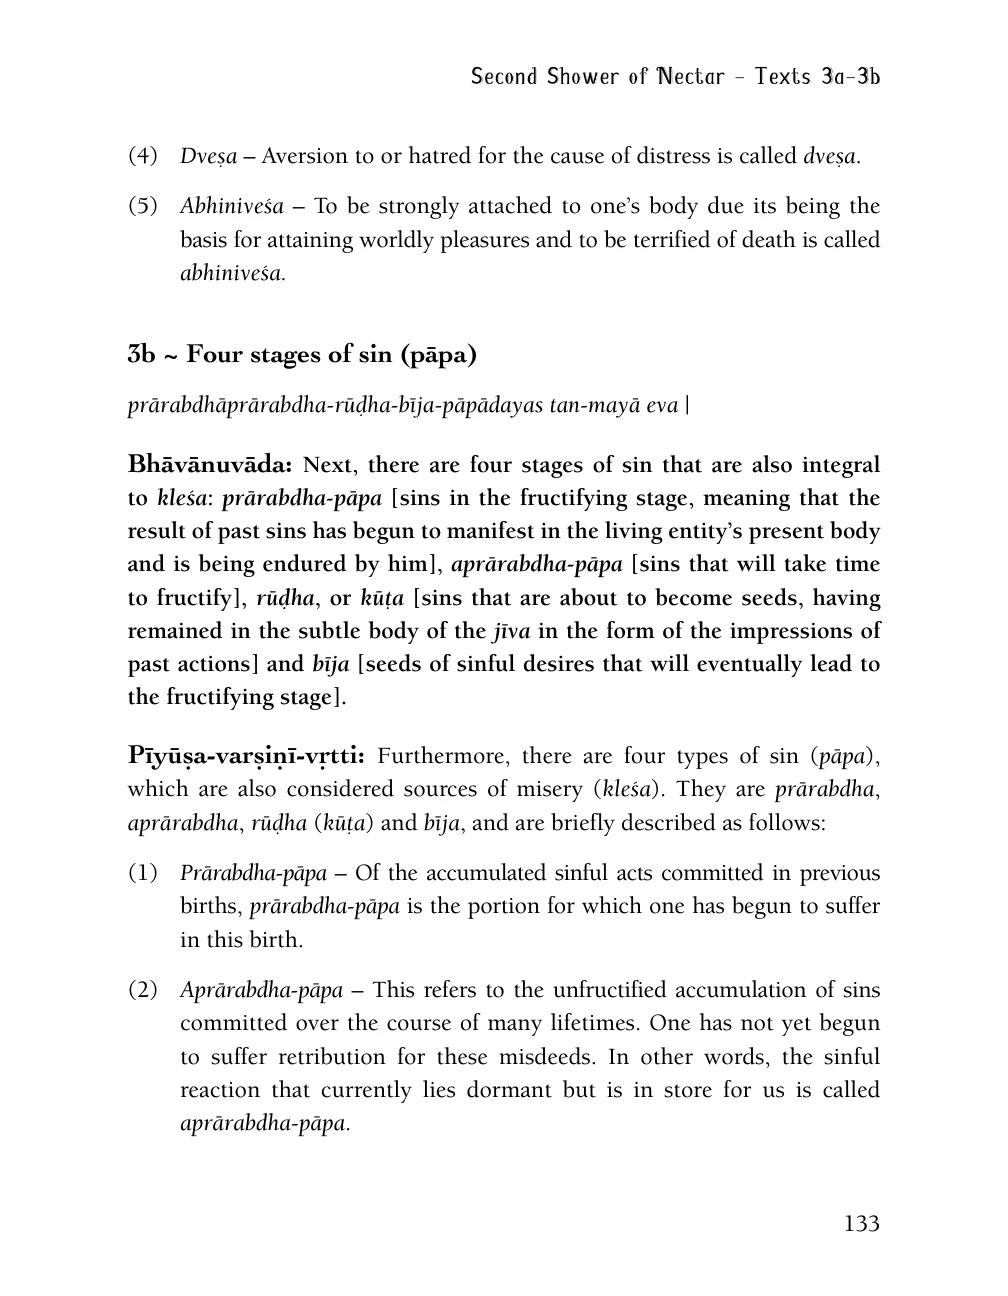 Second Shower of Nectar – Texts 3a–3b
(4) Dveṣa – Aversion to or hatred for the cause of distress is called dveṣa.
(5) Abhiniveśa – To be strongly attached to one’s body due its being the
basis for attaining worldly pleasures and to be terrified of death is called
abhiniveśa.
3b ~ Four stages of sin (pāpa)
prārabdhāprārabdha-rūḍha-bīja-pāpādayas tan-mayā eva |
Bhāvānuvāda: Next, there are four stages of sin that are also integral
to kleśa: prārabdha-pāpa [sins in the fructifying stage, meaning that the
result of past sins has begun to manifest in the living entity’s present body
and is being endured by him], aprārabdha-pāpa [sins that will take time
to fructify], rūḍha, or kūṭa [sins that are about to become seeds, having
remained in the subtle body of the jīva in the form of the impressions of
past actions] and bīja [seeds of sinful desires that will eventually lead to
the fructifying stage].
Pīyūṣa-varṣiṇī-vṛtti: Furthermore, there are four types of sin (pāpa),
which are also considered sources of misery (kleśa). They are prārabdha,
aprārabdha, rūḍha (kūṭa) and bīja, and are briefly described as follows:
(1) Prārabdha-pāpa – Of the accumulated sinful acts committed in previous
births, prārabdha-pāpa is the portion for which one has begun to suffer
in this birth.
(2) Aprārabdha-pāpa – This refers to the unfructified accumulation of sins
committed over the course of many lifetimes. One has not yet begun
to suffer retribution for these misdeeds. In other words, the sinful
reaction that currently lies dormant but is in store for us is called
aprārabdha-pāpa.
133